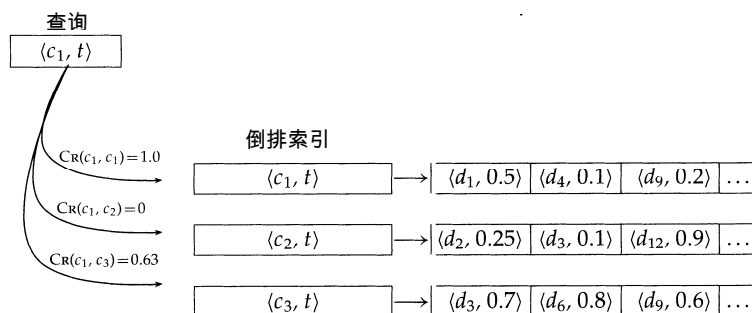 查询
⟨c₁, t⟩
倒排索引
CR(c₁, c₁)=1.0
⟨c₁, t⟩ ⟨d₁, 0.5⟩ ⟨d₄, 0.1⟩ ⟨d₉, 0.2⟩ …
CR(c₁, c₂)=0
⟨c₂, t⟩ ⟨d₂, 0.25⟩ ⟨d₃, 0.1⟩ ⟨d₁₂, 0.9⟩ …
CR(c₁, c₃)=0.63
⟨c₃, t⟩ ⟨d₃, 0.7⟩ ⟨d₆, 0.8⟩ ⟨d₉, 0.6⟩ …